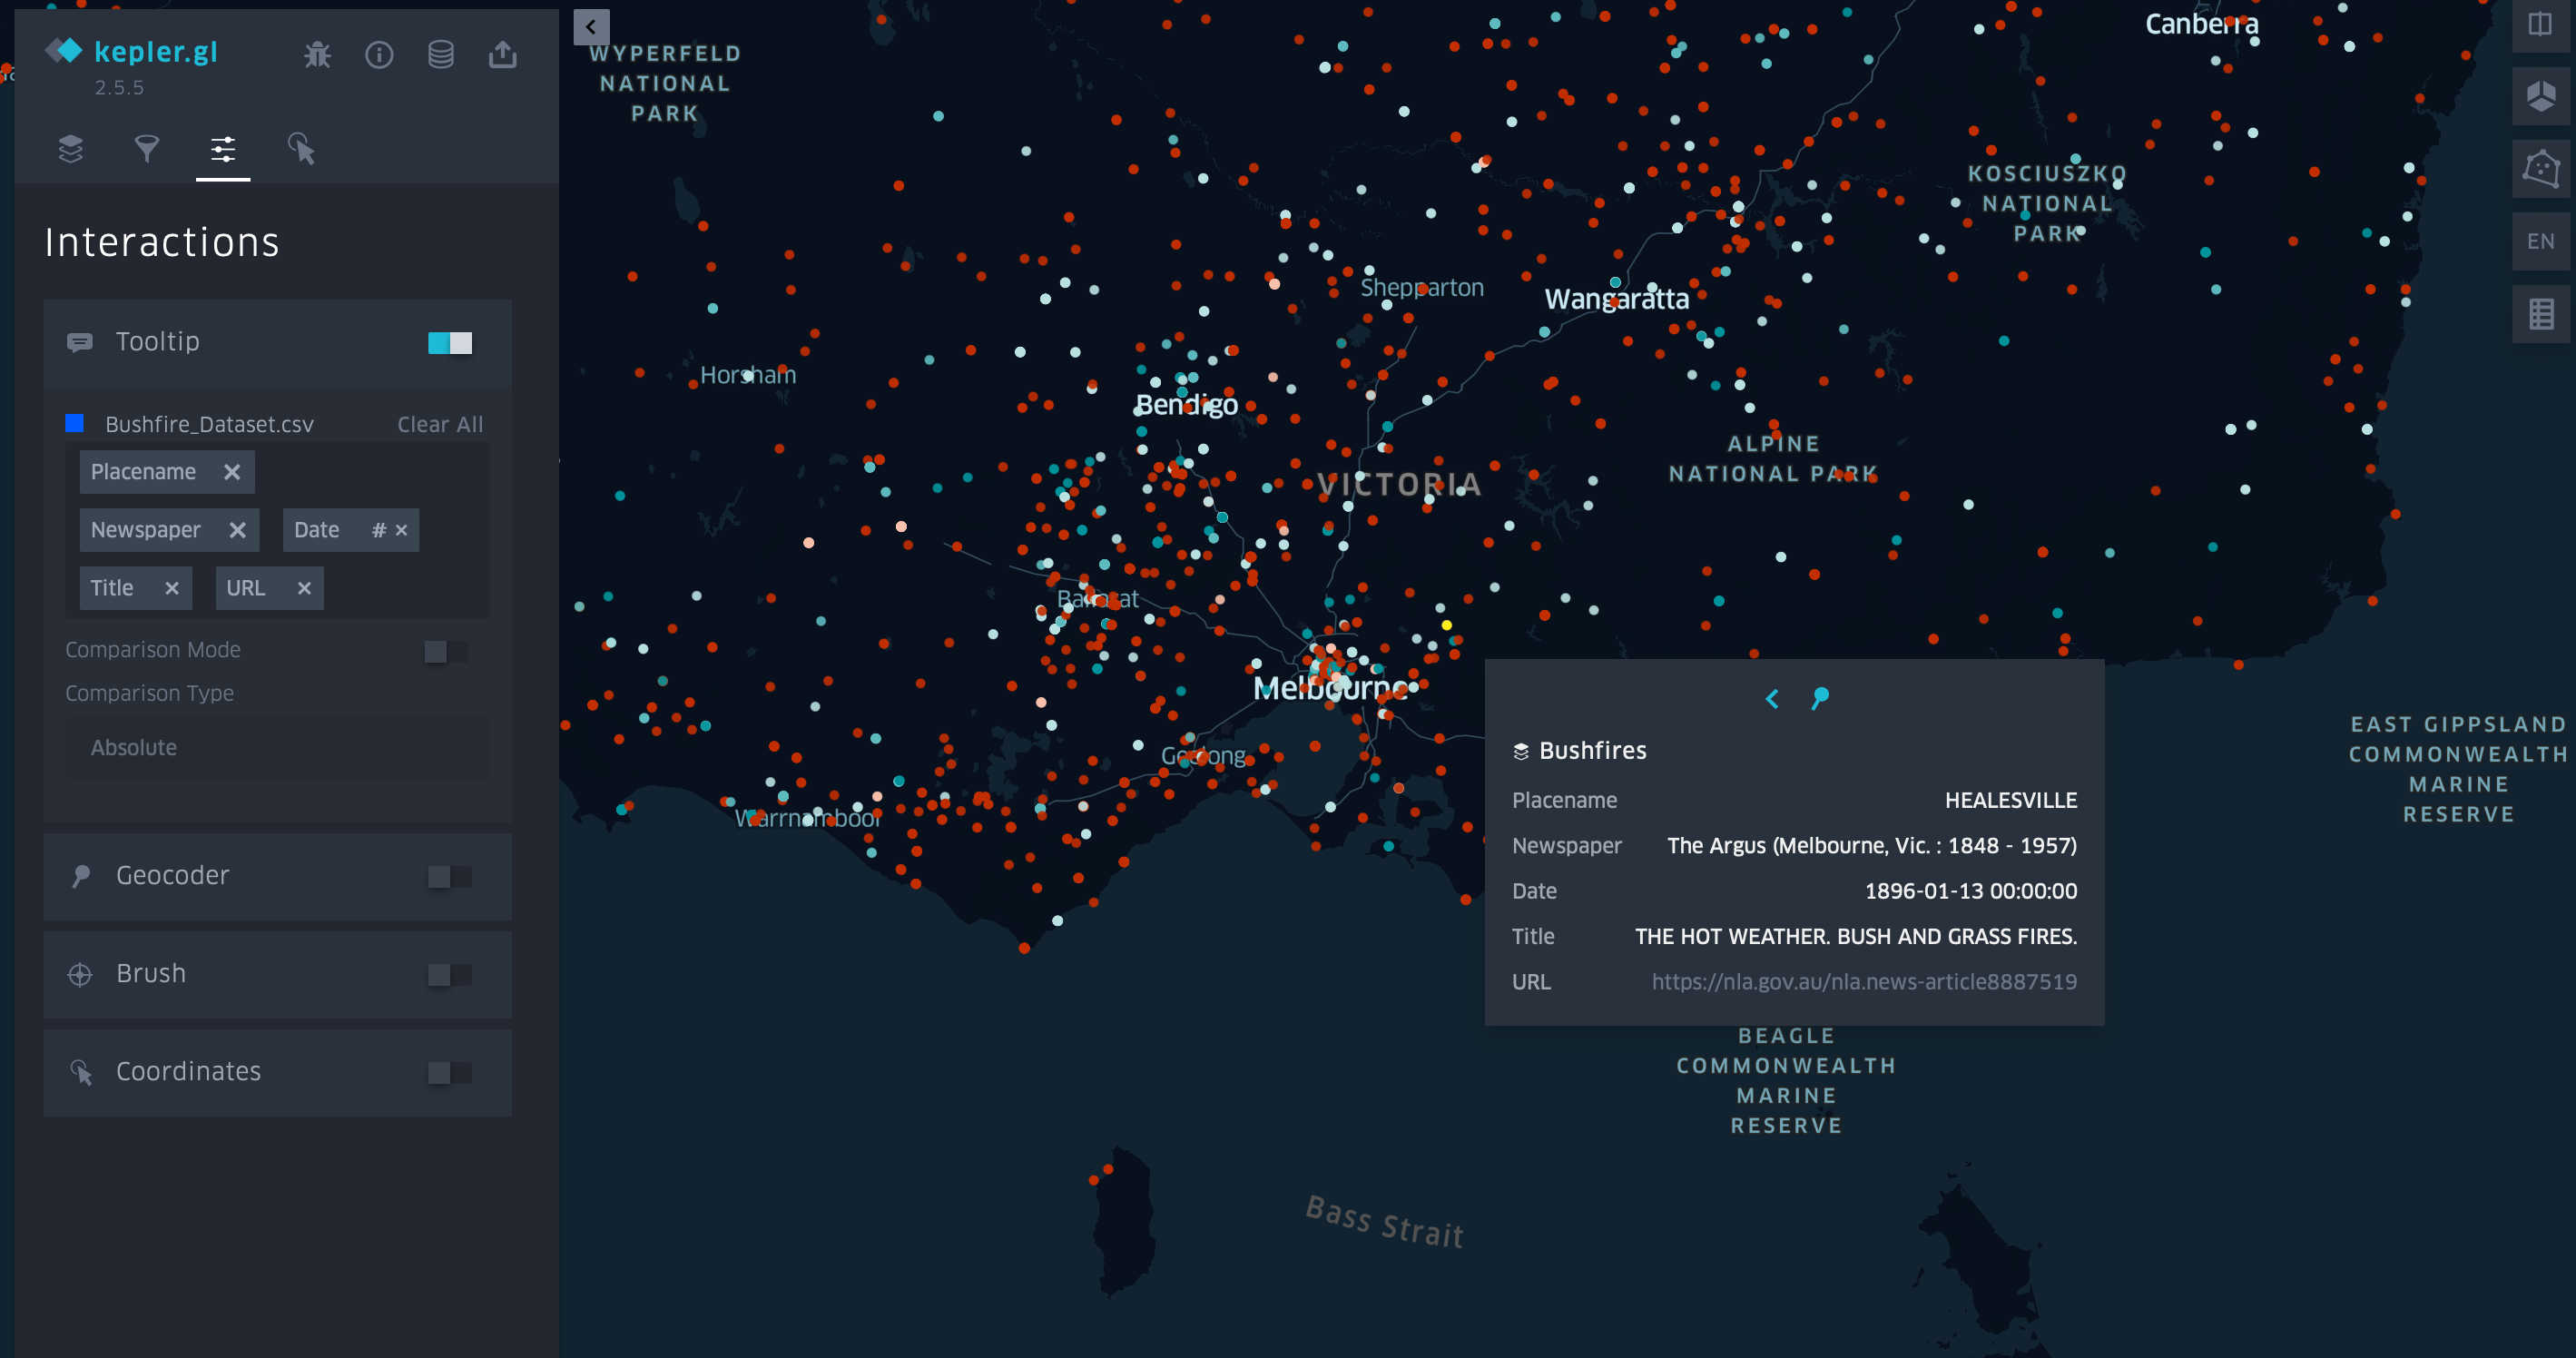 kepler.gl
2.5.5
Interactions
Tooltip
Bushfire_Dataset.csv Clear All
Placename
Newspaper Date #
Title URL
Comparison Mode
Comparison Type
Absolute
Geocoder
Brush
Coordinates
WYPERFELD
NATIONAL
PARK
Canberra
KOSCIUSZKO
NATIONAL
PARK
EN
Shepparton
Wangaratta
Horsham
Bendigo
ALPINE
NATIONAL PARK
VICTORIA
Ballarat
Melbourne
Geelong
Warrnambool
EAST GIPPSLAND
COMMONWEALTH
MARINE
RESERVE
Bushfires
Placename HEALESVILLE
Newspaper The Argus (Melbourne, Vic. : 1848 - 1957)
Date 1896-01-13 00:00:00
Title THE HOT WEATHER. BUSH AND GRASS FIRES.
URL https://nla.gov.au/nla.news-article8887519
BEAGLE
COMMONWEALTH
MARINE
RESERVE
Bass Strait